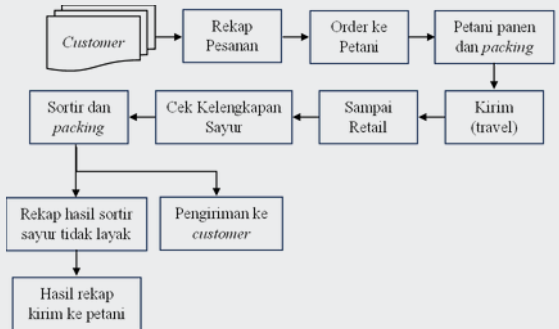 Customer
Rekap
Pesanan
Order ke
Petani
Petani panen
dan packing
Kirim
(travel)
Sampai
Retail
Cek Kelengkapan
Sayur
Sortir dan
packing
Rekap hasil sortir
sayur tidak layak
Pengiriman ke
customer
Hasil rekap
kirim ke petani